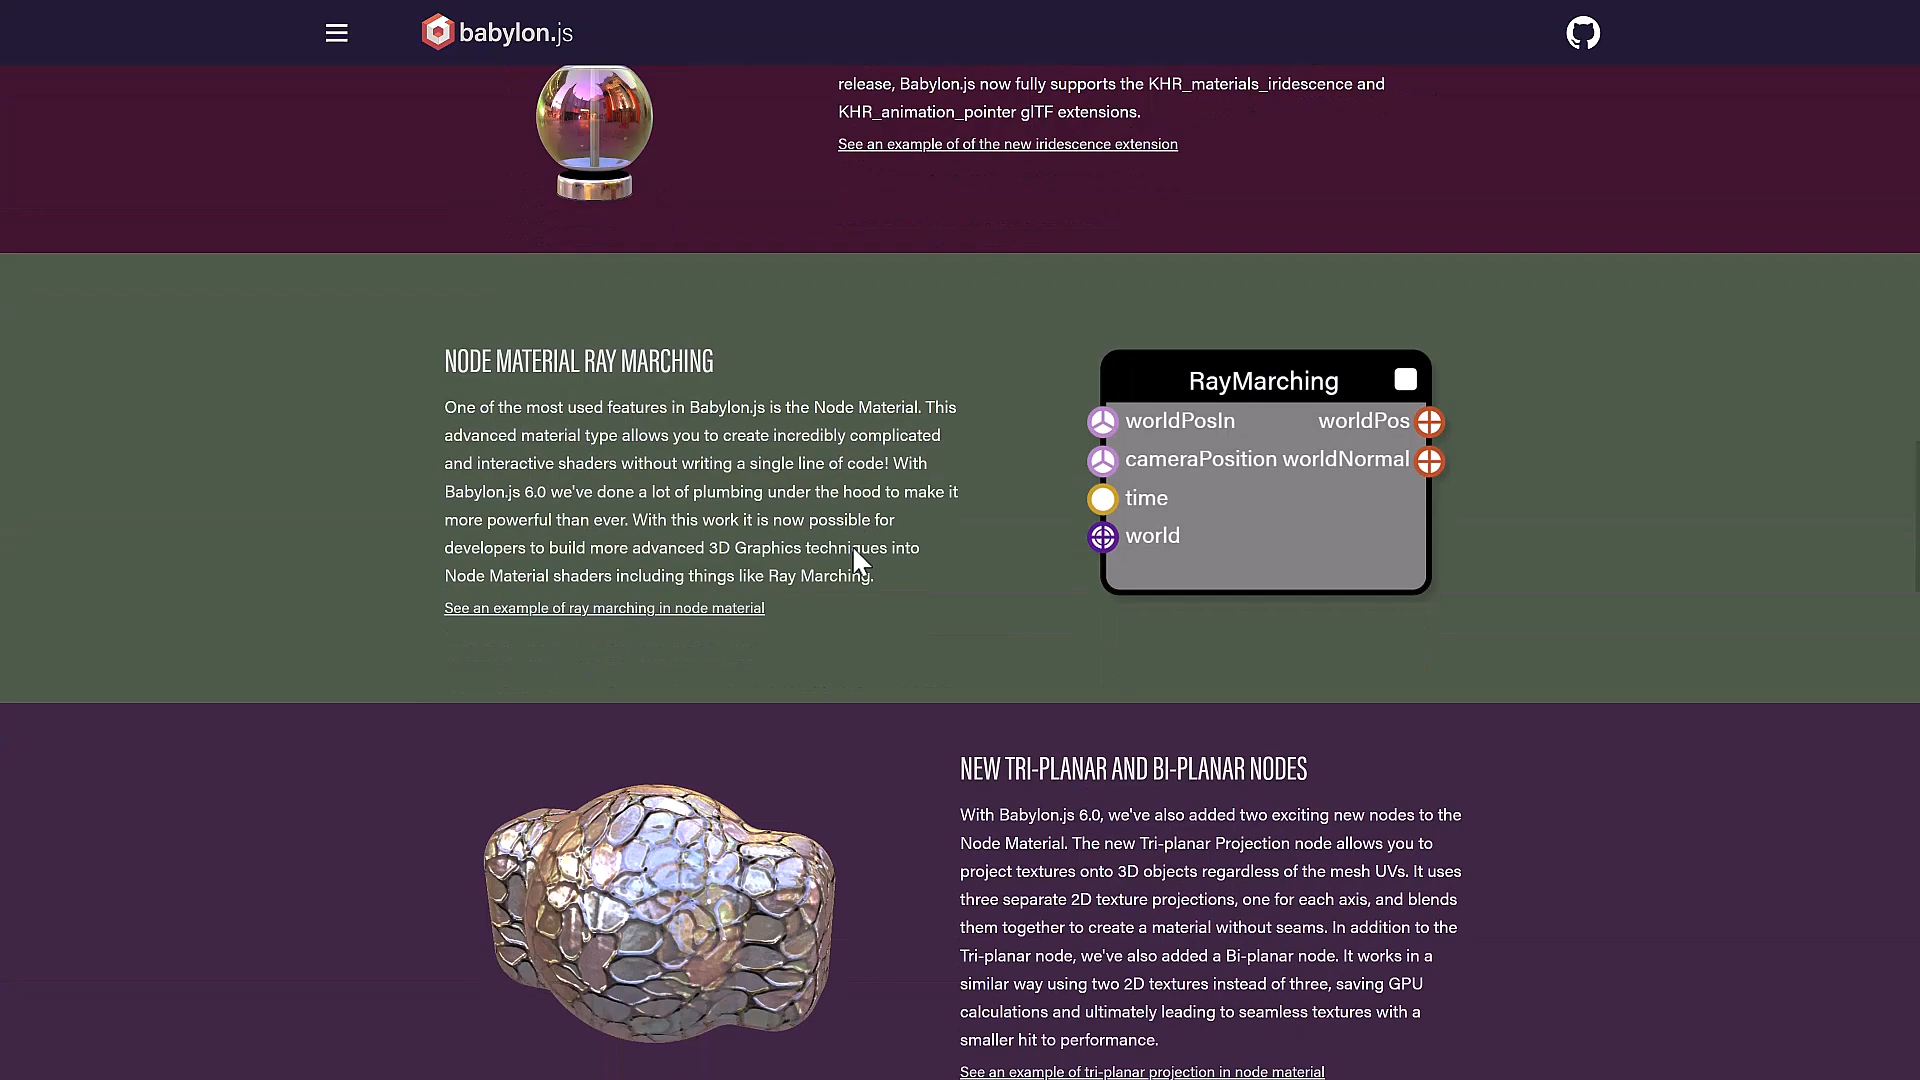 babylon.js
release, Babylon.js now fully supports the KHR_materials_iridescence and
KHR_animation_pointer glTF extensions.
See an example of of the new iridescence extension
NODE MATERIAL RAY MARCHING
One of the most used features in Babylon.js is the Node Material. This
advanced material type allows you to create incredibly complicated
and interactive shaders without writing a single line of code! With
Babylon.js 6.0 we've done a lot of plumbing under the hood to make it
more powerful than ever. With this work it is now possible for
developers to build more advanced 3D Graphics techniques into
Node Material shaders including things like Ray Marching.
See an example of ray marching in node material
RayMarching
worldPosIn worldPos
cameraPosition worldNormal
time
world
NEW TRI-PLANAR AND BI-PLANAR NODES
With Babylon.js 6.0, we've also added two exciting new nodes to the
Node Material. The new Tri-planar Projection node allows you to
project textures onto 3D objects regardless of the mesh UVs. It uses
three separate 2D texture projections, one for each axis, and blends
them together to create a material without seams. In addition to the
Tri-planar node, we've also added a Bi-planar node. It works in a
similar way using two 2D textures instead of three, saving GPU
calculations and ultimately leading to seamless textures with a
smaller hit to performance.
See an example of tri-planar projection in node material